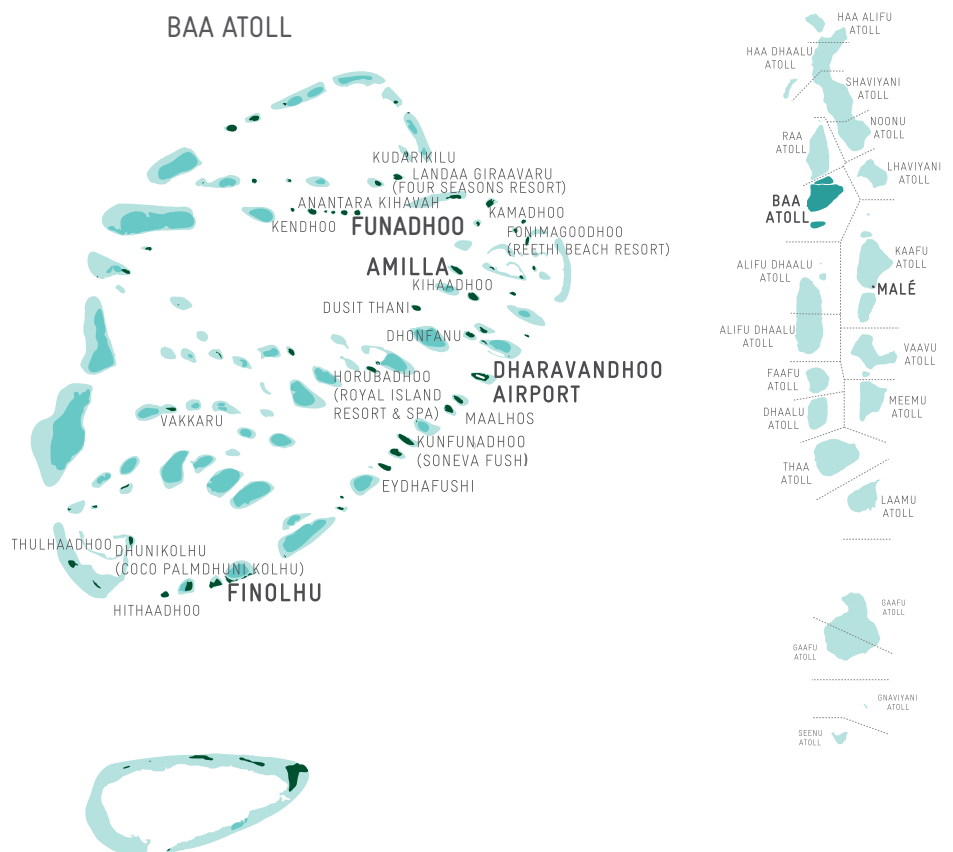 BAA ATOLL
KUDARIKILU
LANDAA GIRAAVARU
(FOUR SEASONS RESORT)
ANANTARA KIHAVAH
KENDHOO
FUNADHOO
KAMADHOO
FONIMAGOODHOO
(REETHI BEACH RESORT)
AMILLA
KIHAADHOO
DUSIT THANI
DHONFANU
HORUBADHOO
(ROYAL ISLAND
RESORT & SPA)
DHARAVANDHOO
AIRPORT
MAALHOS
VAKKARU
KUNFUNADHOO
(SONEVA FUSHI)
EYDHAFUSHI
THULHAADHOO
DHUNIKOLHU
(COCO PALMDHUNI KOLHU)
FINOLHU
HITHAADHOO
HAA ALIFU
ATOLL
HAA DHAALU
ATOLL
SHAVIYANI
ATOLL
NOONU
ATOLL
RAA
ATOLL
LHAVIYANI
ATOLL
BAA
ATOLL
KAAFU
ATOLL
ALIFU DHAALU
ATOLL
MALÉ
ALIFU DHAALU
ATOLL
VAAVU
ATOLL
FAAFU
ATOLL
MEEMU
ATOLL
DHAALU
ATOLL
THAA
ATOLL
LAAMU
ATOLL
GAAFU
ATOLL
GAAFU
ATOLL
GNAVIYANI
ATOLL
SEENU
ATOLL